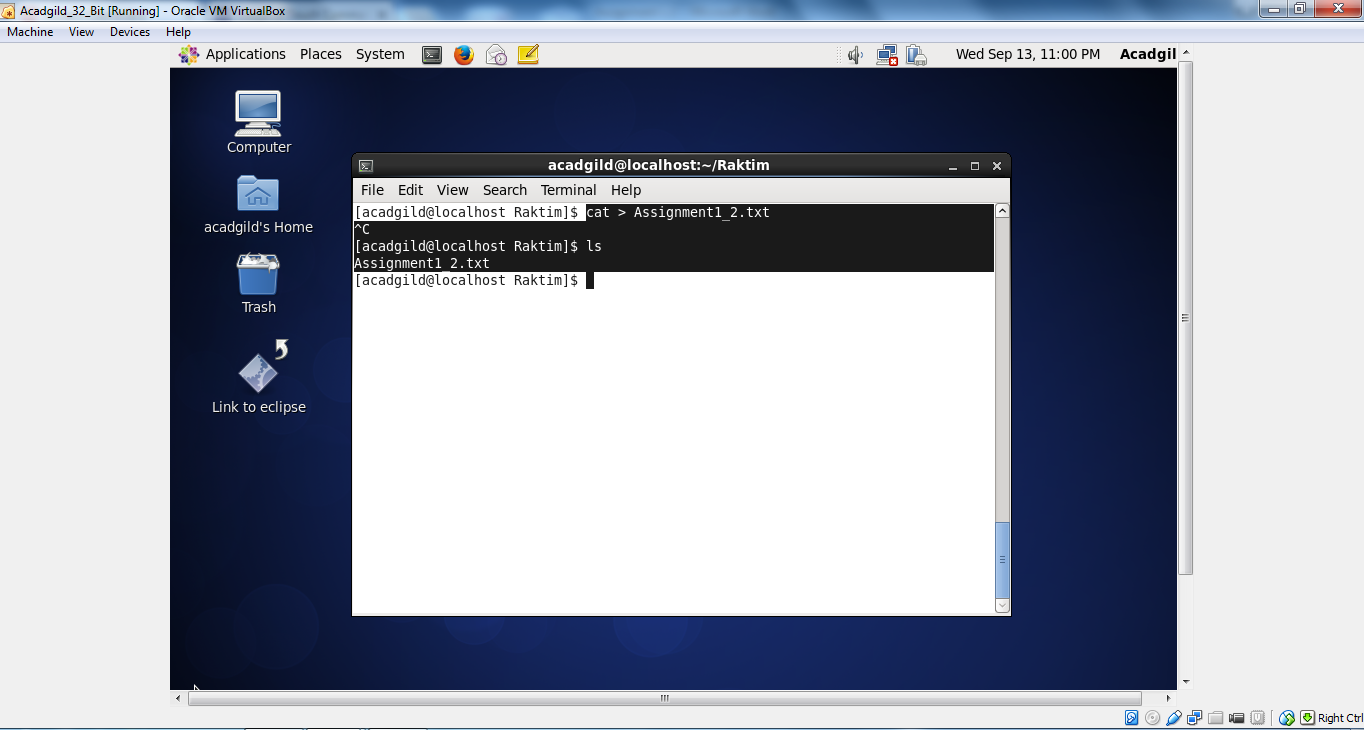 Acadgild_32_Bit [Running] - Oracle VM VirtualBox
Machine View Devices Help
Applications Places System Wed Sep 13, 11:00 PM Acadgil
Computer
acadgild@localhost:~/Raktim
File Edit View Search Terminal Help
[acadgild@localhost Raktim]$ cat > Assignment1_2.txt
^C
[acadgild@localhost Raktim]$ ls
Assignment1_2.txt
[acadgild@localhost Raktim]$
acadgild's Home
Trash
Link to eclipse
Right Ctrl